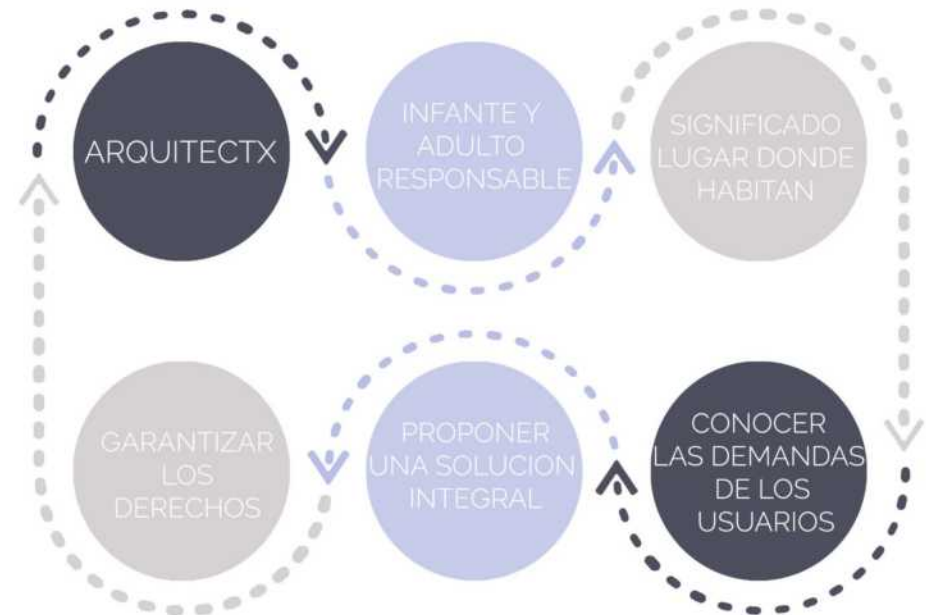 ARQUITECTX
INFANTE Y
ADULTO
RESPONSABLE
SIGNIFICADO
LUGAR DONDE
HABITAN
CONOCER
LAS DEMANDAS
DE LOS
USUARIOS
PROPONER
UNA SOLUCION
INTEGRAL
GARANTIZAR
LOS
DERECHOS